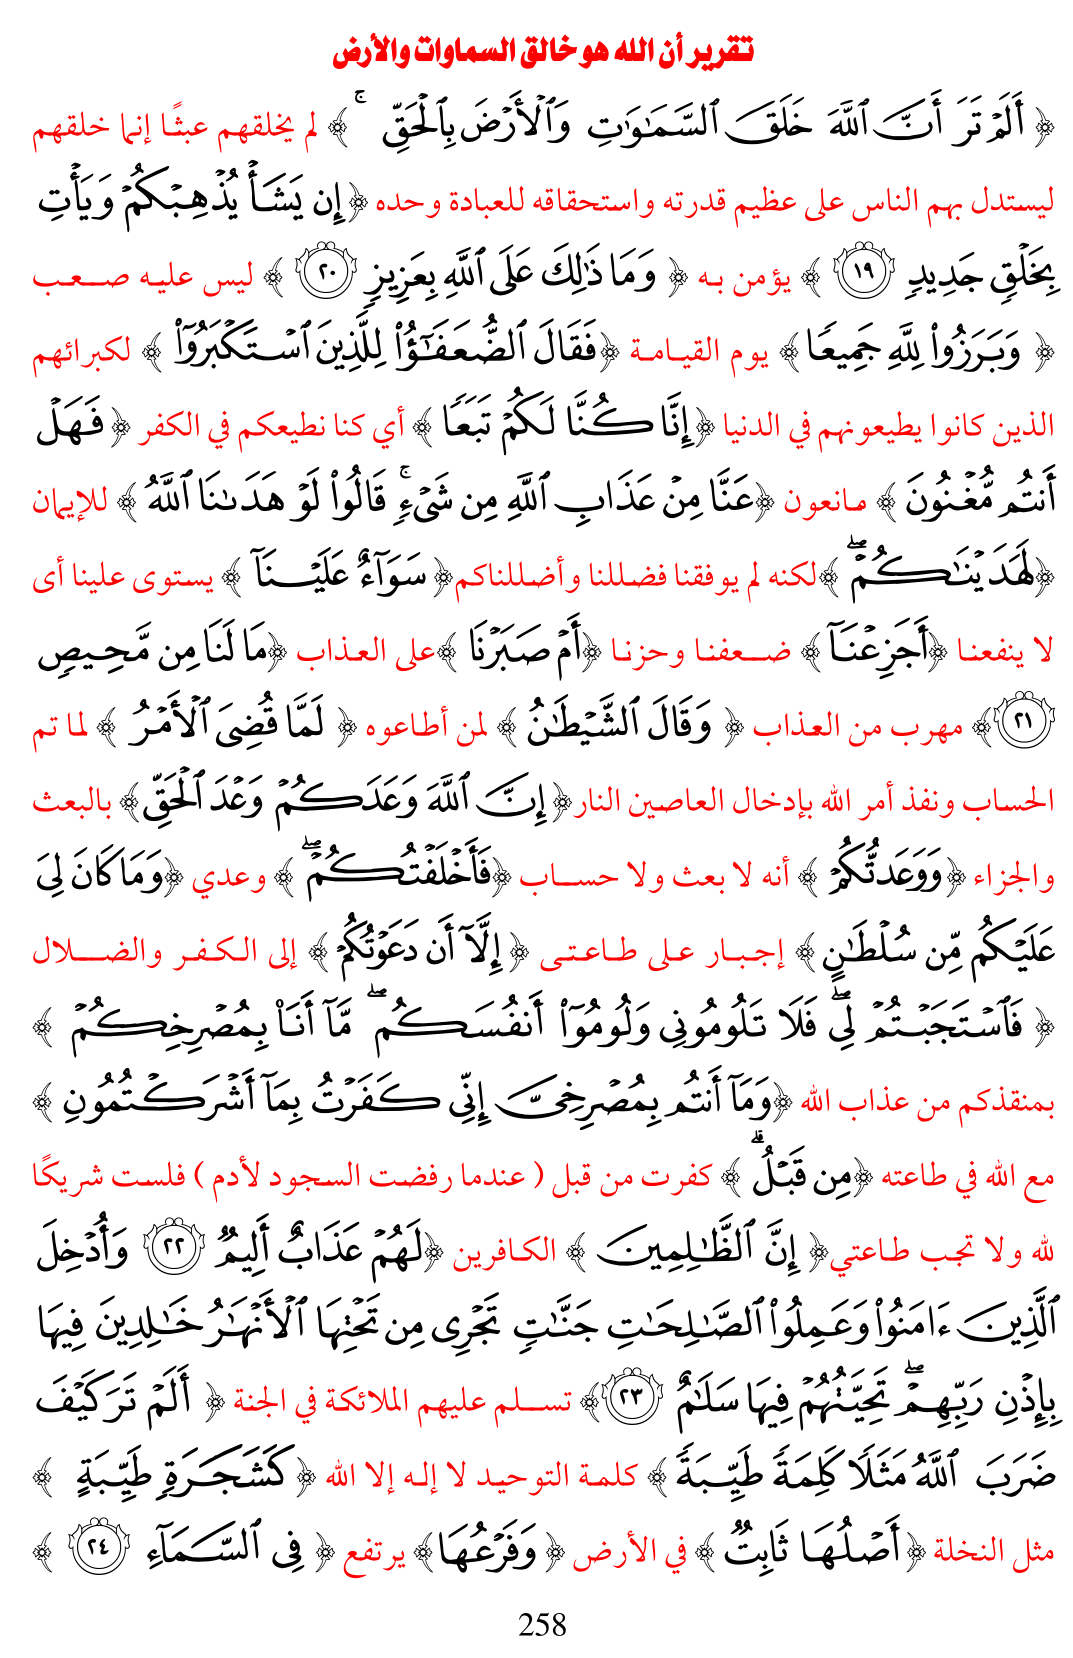 تقرير أن الله هو خالق السماوات والأرض
﴿ أَلَمْ تَرَ أَنَّ ٱللَّهَ خَلَقَ ٱلسَّمَٰوَٰتِ وَٱلْأَرْضَ بِٱلْحَقِّ ۚ ﴾ لم يخلقهم عبثًا إنما خلقهم
ليستدل بهم الناس على عظيم قدرته واستحقاقه للعبادة وحده ﴿إِن يَشَأْ يُذْهِبْكُمْ وَيَأْتِ
بِخَلْقٍ جَدِيدٍ ١٩ ﴾ يؤمن به ﴿ وَمَا ذَٰلِكَ عَلَى ٱللَّهِ بِعَزِيزٍ ٢٠ ﴾ ليس عليه صعب
﴿ وَبَرَزُوا۟ لِلَّهِ جَمِيعًا ﴾ يوم القيامة ﴿فَقَالَ ٱلضُّعَفَٰٓؤُا۟ لِلَّذِينَ ٱسْتَكْبَرُوٓا۟ ﴾ لكبرائهم
الذين كانوا يطيعونهم في الدنيا ﴿إِنَّا كُنَّا لَكُمْ تَبَعًا ﴾ أي كنا نطيعكم في الكفر ﴿ فَهَلْ
أَنتُم مُّغْنُونَ ﴾ مانعون ﴿عَنَّا مِنْ عَذَابِ ٱللَّهِ مِن شَىْءٍ ۚ قَالُوا۟ لَوْ هَدَىٰنَا ٱللَّهُ ﴾ للإيمان
﴿لَهَدَيْنَٰكُمْ ۖ ﴾لكنه لم يوفقنا فضللنا وأضللناكم﴿ سَوَآءٌ عَلَيْنَآ ﴾ يستوى علينا أى
لا ينفعنا ﴿أَجَزِعْنَآ ﴾ ضعفنا وحزنا ﴿أَمْ صَبَرْنَا ﴾على العذاب ﴿مَا لَنَا مِن مَّحِيصٍ
٢١ ﴾ مهرب من العذاب ﴿ وَقَالَ ٱلشَّيْطَٰنُ ﴾ لمن أطاعوه ﴿ لَمَّا قُضِىَ ٱلْأَمْرُ ﴾ لما تم
الحساب ونفذ أمر الله بإدخال العاصين النار﴿ إِنَّ ٱللَّهَ وَعَدَكُمْ وَعْدَ ٱلْحَقِّ ﴾ بالبعث
والجزاء ﴿وَوَعَدتُّكُمْ ﴾ أنه لا بعث ولا حساب ﴿فَأَخْلَفْتُكُمْ ۖ ﴾ وعدي ﴿وَمَا كَانَ لِىَ
عَلَيْكُم مِّن سُلْطَٰنٍ ﴾ إجبار على طاعتى ﴿ إِلَّآ أَن دَعَوْتُكُمْ ﴾ إلى الكفر والضلال
﴿ فَٱسْتَجَبْتُمْ لِى ۖ فَلَا تَلُومُونِى وَلُومُوٓا۟ أَنفُسَكُم ۖ مَّآ أَنَا۠ بِمُصْرِخِكُمْ ﴾
بمنقذكم من عذاب الله ﴿وَمَآ أَنتُم بِمُصْرِخِىَّ إِنِّى كَفَرْتُ بِمَآ أَشْرَكْتُمُونِ ﴾
مع الله في طاعته ﴿مِن قَبْلُ ۗ ﴾ كفرت من قبل ( عندما رفضت السجود لأدم ) فلست شريكًا
لله ولا تجب طاعتي﴿ إِنَّ ٱلظَّٰلِمِينَ ﴾ الكافرين ﴿لَهُمْ عَذَابٌ أَلِيمٌ ٢٢ وَأُدْخِلَ
ٱلَّذِينَ ءَامَنُوا۟ وَعَمِلُوا۟ ٱلصَّٰلِحَٰتِ جَنَّٰتٍ تَجْرِى مِن تَحْتِهَا ٱلْأَنْهَٰرُ خَٰلِدِينَ فِيهَا
بِإِذْنِ رَبِّهِمْ ۖ تَحِيَّتُهُمْ فِيهَا سَلَٰمٌ ٢٣ ﴾ تسلم عليهم الملائكة في الجنة ﴿ أَلَمْ تَرَ كَيْفَ
ضَرَبَ ٱللَّهُ مَثَلًا كَلِمَةً طَيِّبَةً ﴾ كلمة التوحيد لا إله إلا الله ﴿ كَشَجَرَةٍ طَيِّبَةٍ ﴾
مثل النخلة ﴿أَصْلُهَا ثَابِتٌ ﴾ في الأرض ﴿ وَفَرْعُهَا ﴾ يرتفع ﴿ فِى ٱلسَّمَآءِ ٢٤ ﴾
258